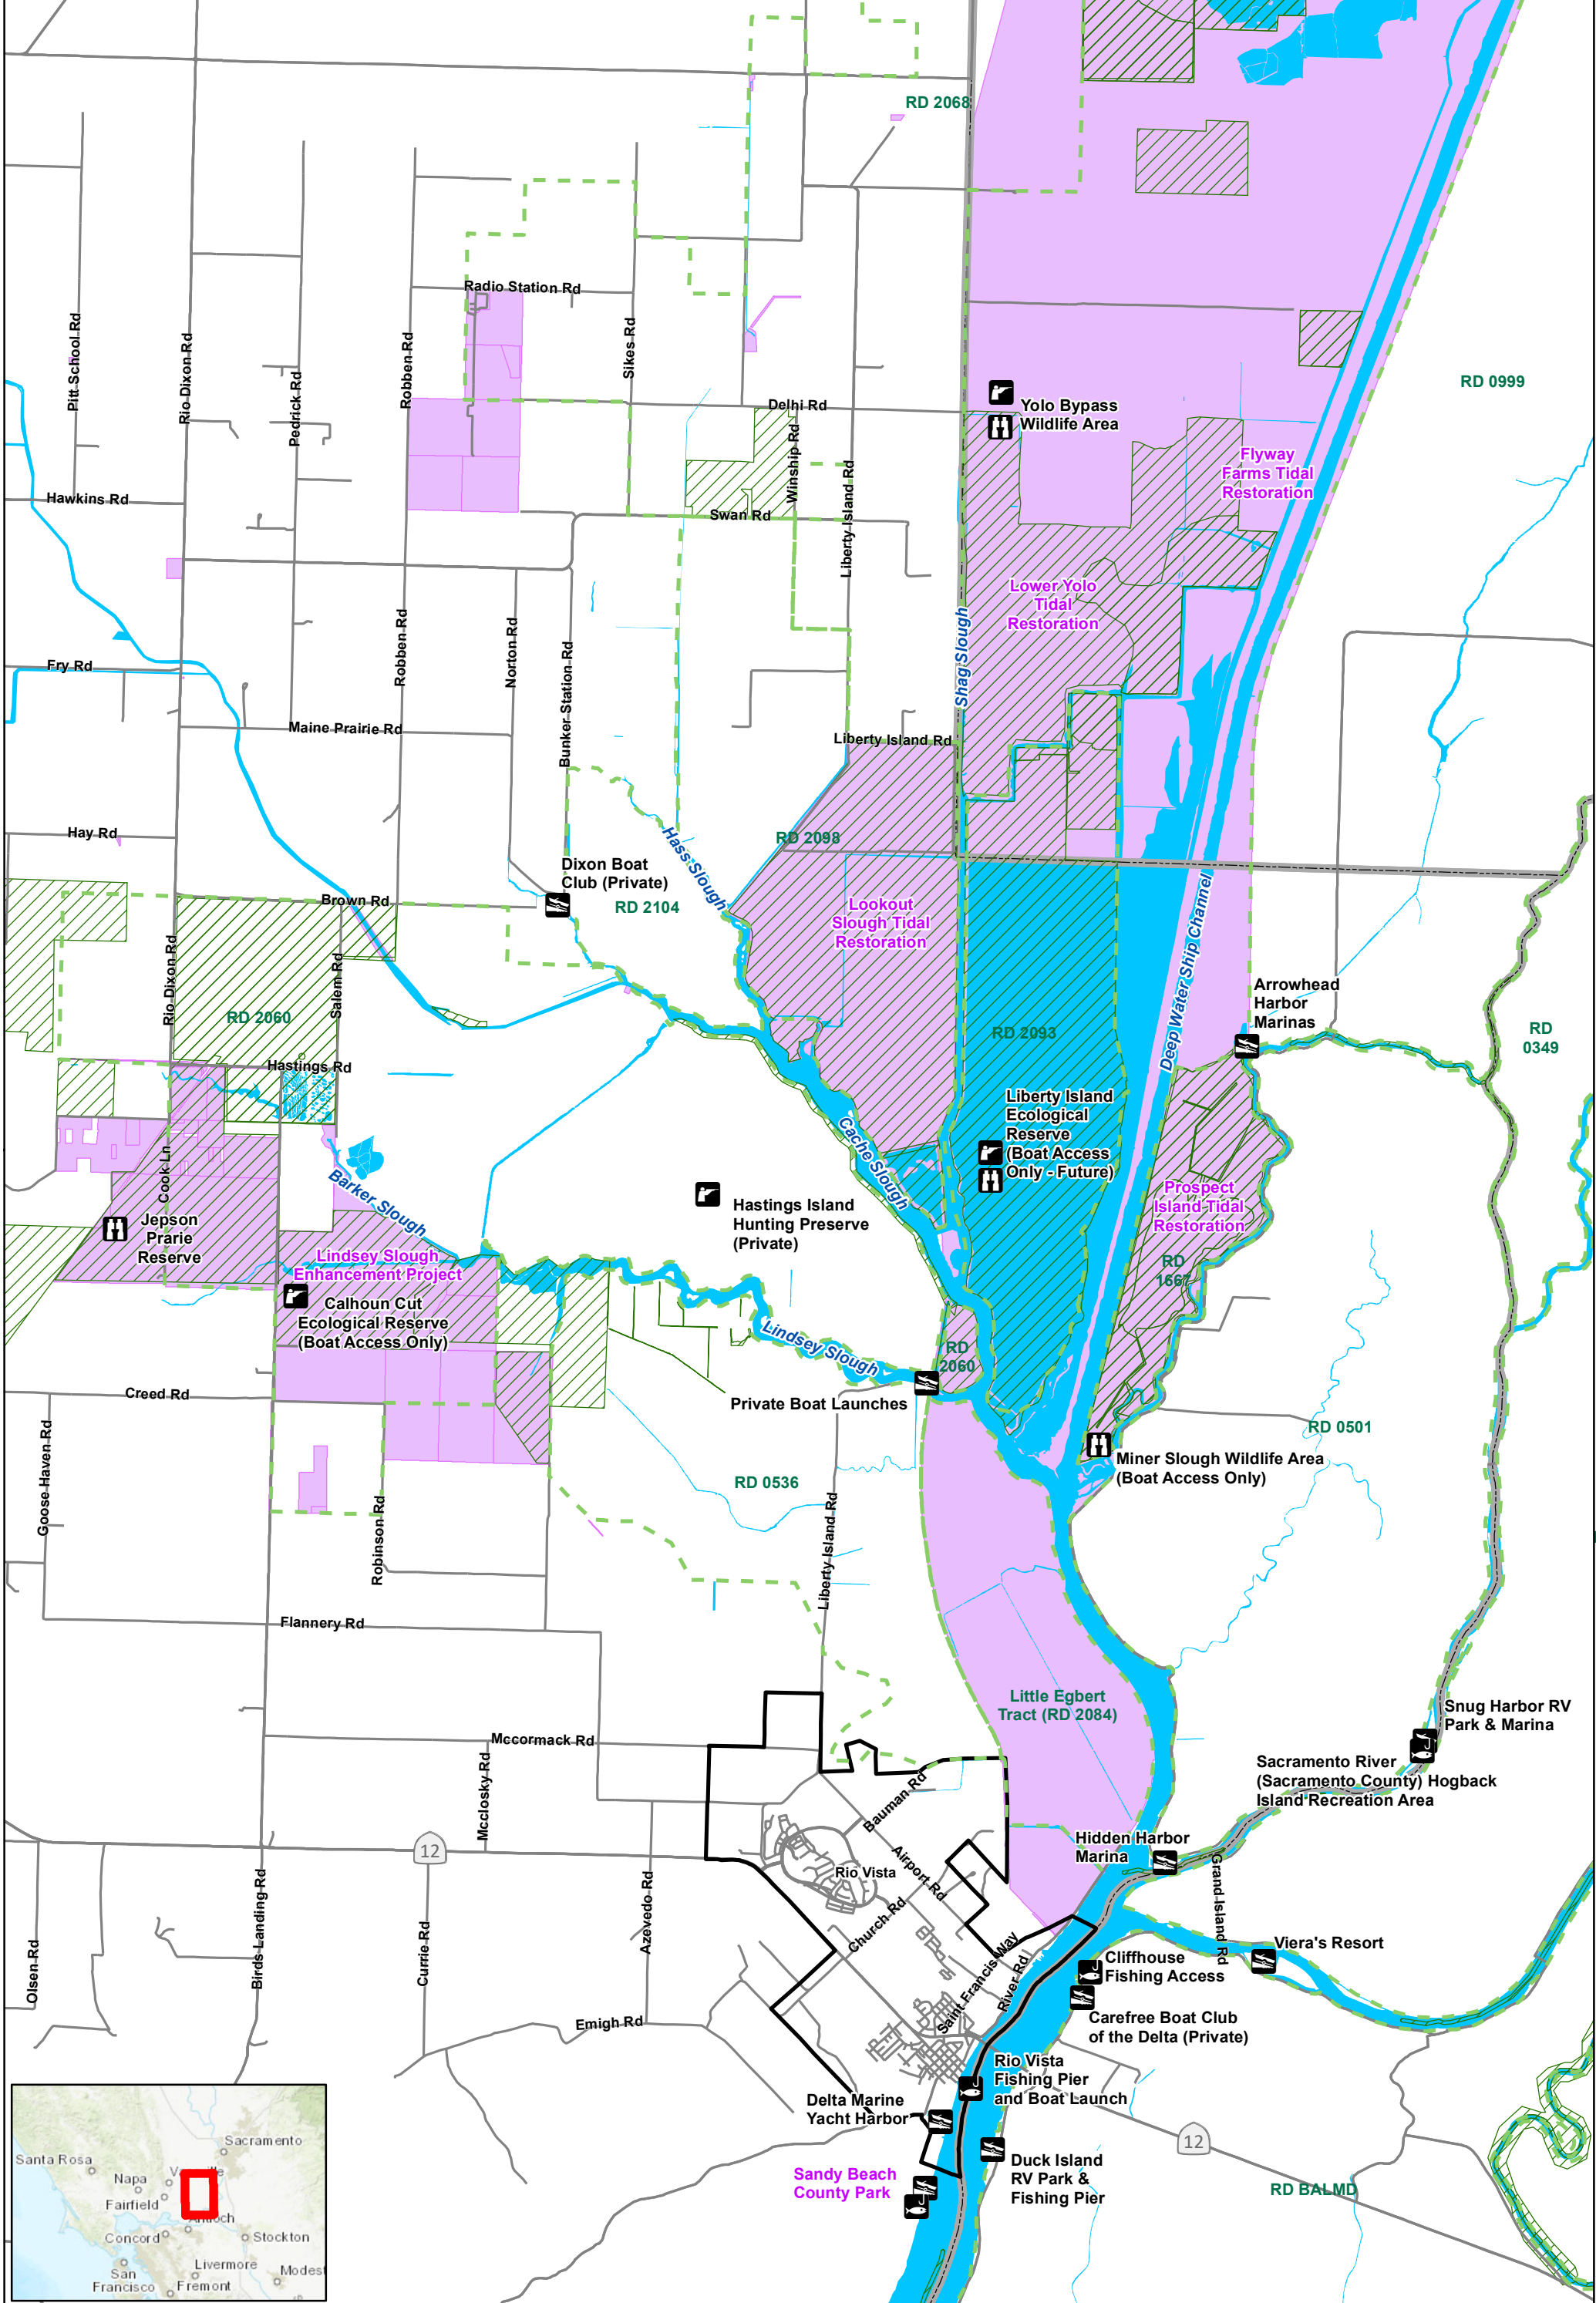 RD 2068
Radio Station Rd
Pitt School Rd
Rio-Dixon Rd
Pedrick Rd
Robben Rd
Sikes Rd
RD 0999
Delhi Rd
Yolo Bypass
Wildlife Area
Winship Rd
Liberty Island Rd
Flyway
Farms Tidal
Restoration
Hawkins Rd
Swan Rd
Lower Yolo
Tidal
Restoration
Shag Slough
Robben Rd
Norton Rd
Bunker Station Rd
Fry Rd
Maine Prairie Rd
Liberty Island Rd
Hay Rd
RD 2098
Hass Slough
Dixon Boat
Club (Private)
RD 2104
Brown Rd
Lookout
Slough Tidal
Restoration
Deep Water Ship Channel
Rio Dixon Rd
Salem Rd
RD 2060
RD 2093
Arrowhead
Harbor
Marinas
RD
0349
Hastings Rd
Liberty Island
Ecological
Reserve
(Boat Access
Only - Future)
Cache Slough
Cook Ln
Barker Slough
Prospect
Island Tidal
Restoration
Hastings Island
Hunting Preserve
(Private)
Jepson
Prarie
Reserve
Lindsey Slough
Enhancement Project
RD
1667
Calhoun Cut
Ecological Reserve
(Boat Access Only)
Lindsey Slough
RD
2060
Creed Rd
Private Boat Launches
RD 0501
Goose Haven Rd
Miner Slough Wildlife Area
(Boat Access Only)
RD 0536
Robinson Rd
Liberty Island Rd
Flannery Rd
Little Egbert
Tract (RD 2084)
Snug Harbor RV
Park & Marina
Mccormack Rd
Mcclosky Rd
Sacramento River
(Sacramento County) Hogback
Island Recreation Area
Bauman Rd
Hidden Harbor
Marina
12
Airport Rd
Rio Vista
Grand Island Rd
Birds Landing Rd
Azevedo Rd
Church Rd
Olsen Rd
Currie Rd
Saint Francis Way
River Rd
Viera's Resort
Cliffhouse
Fishing Access
Carefree Boat Club
of the Delta (Private)
Emigh Rd
Rio Vista
Fishing Pier
and Boat Launch
Delta Marine
Yacht Harbor
12
Duck Island
RV Park &
Fishing Pier
Sandy Beach
County Park
RD BALMD
Sacramento
Santa Rosa
Napa
Fairfield
Concord
Stockton
Livermore
San
Francisco
Fremont